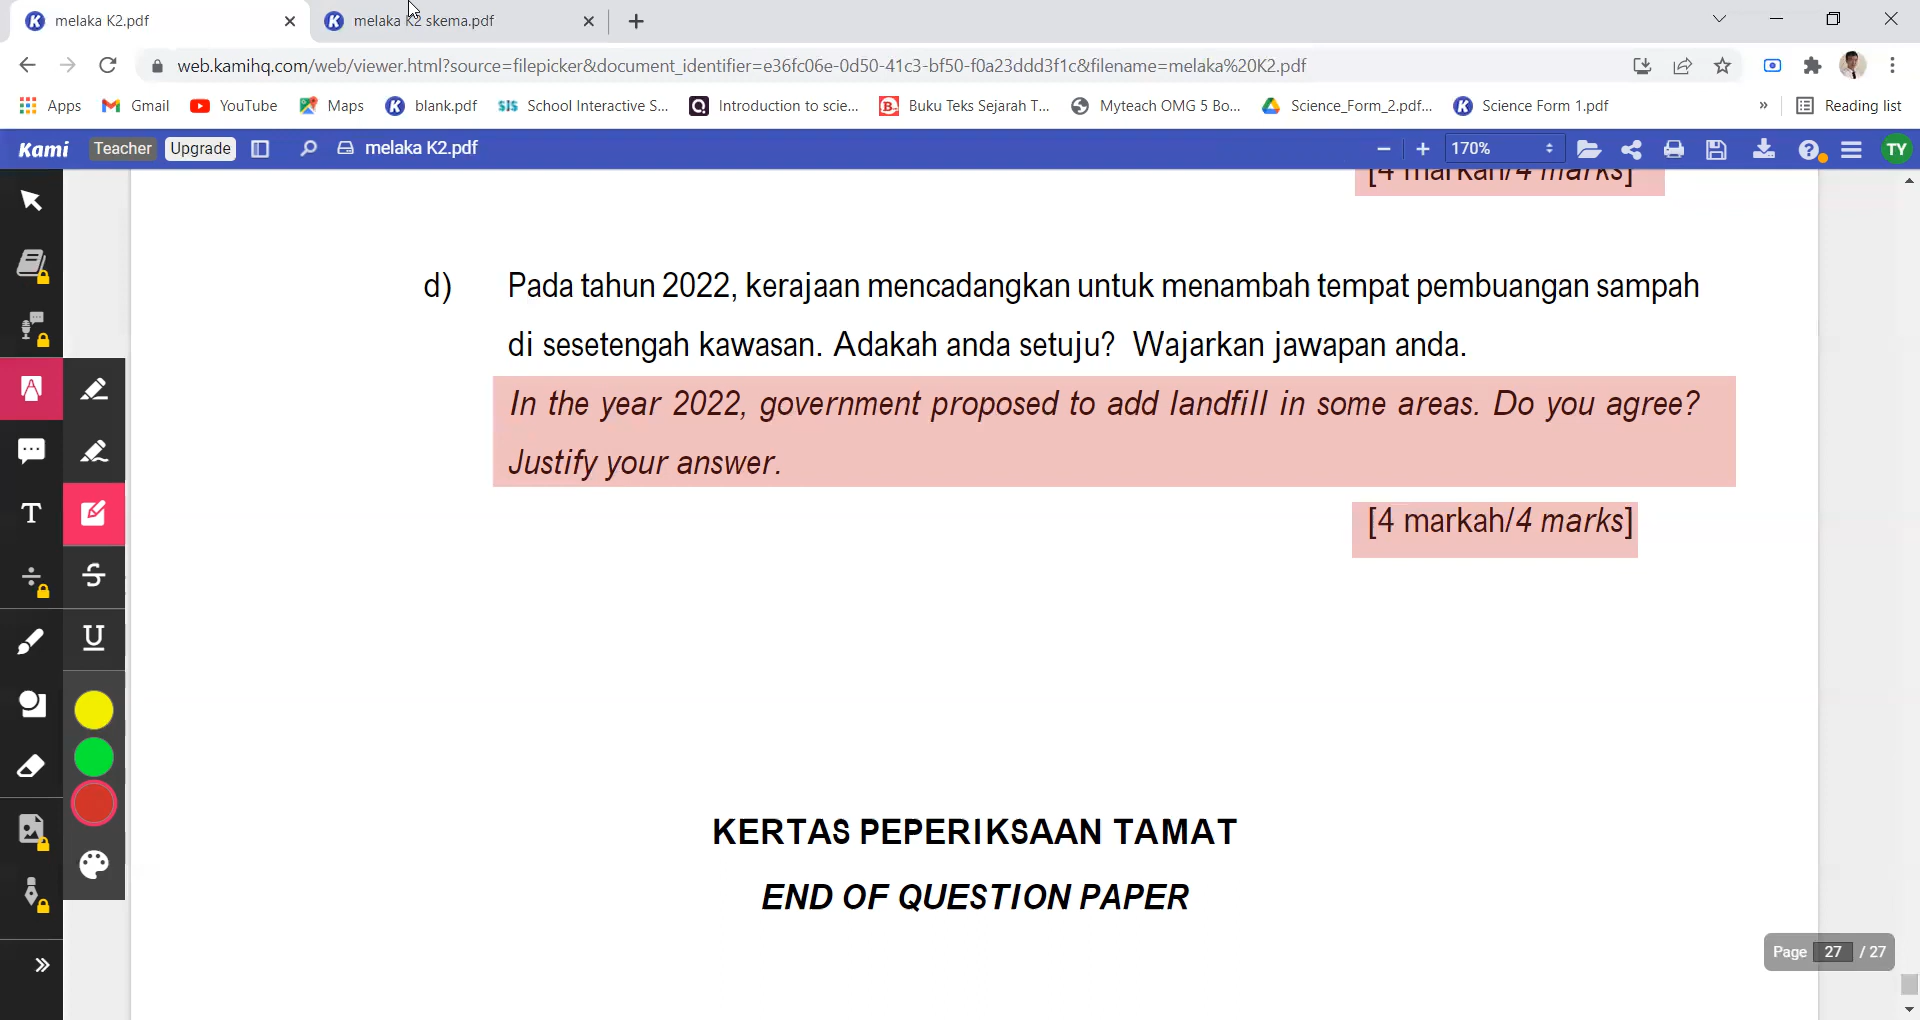 melaka K2.pdf
melaka K2 skema.pdf
web.kamihq.com/web/viewer.html?source=filepicker&document_identifier=e36fc06e-0d50-41c3-bf50-f0a23ddd3f1c&filename=melaka%20K2.pdf
Apps Gmail YouTube Maps blank.pdf School Interactive S... Introduction to scie... Buku Teks Sejarah T... Myteach OMG 5 Bo... Science_Form_2.pdf... Science Form 1.pdf » Reading list
Kami Teacher Upgrade melaka K2.pdf 170% TY
[4 markah/4 marks]
d) Pada tahun 2022, kerajaan mencadangkan untuk menambah tempat pembuangan sampah
di sesetengah kawasan. Adakah anda setuju? Wajarkan jawapan anda.
In the year 2022, government proposed to add landfill in some areas. Do you agree?
Justify your answer.
[4 markah/4 marks]
KERTAS PEPERIKSAAN TAMAT
END OF QUESTION PAPER
Page 27 / 27